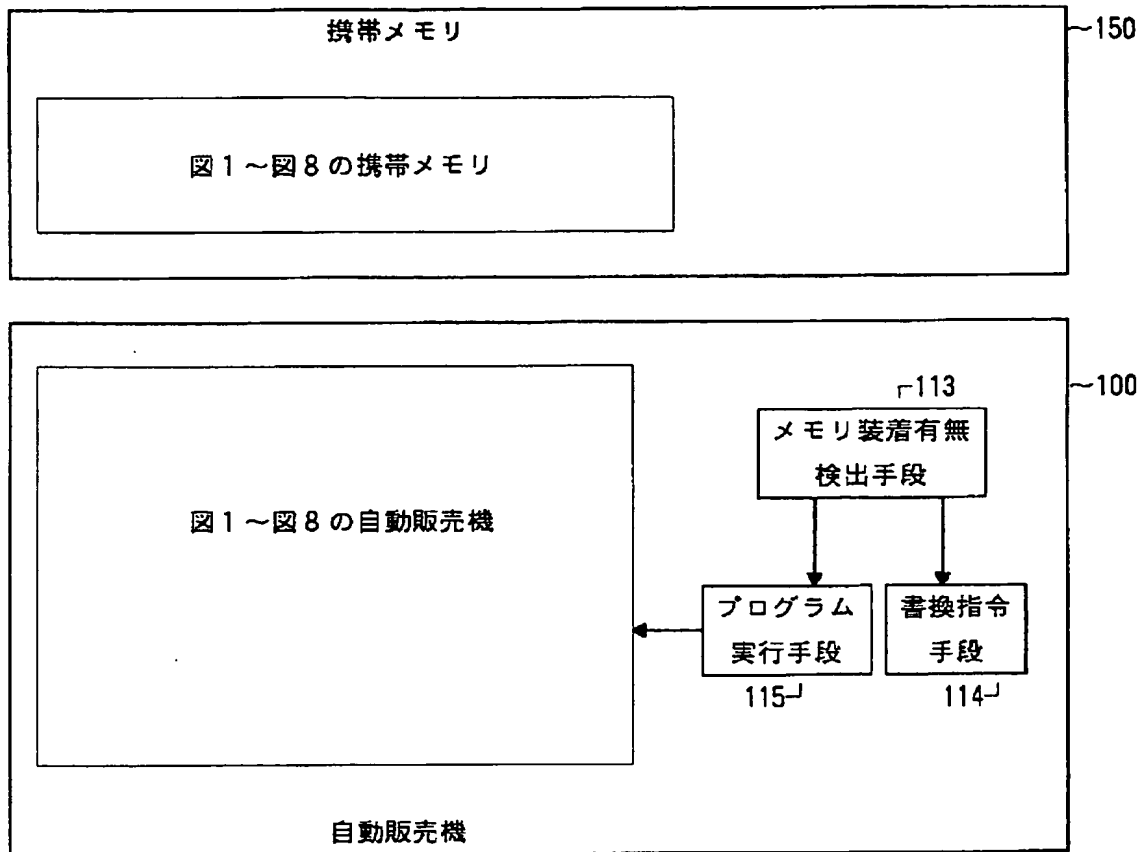 携帯メモリ
~150
図1~図8の携帯メモリ
~100
113
メモリ装着有無
検出手段
図1~図8の自動販売機
プログラム
実行手段
115
書換指令
手段
114
自動販売機